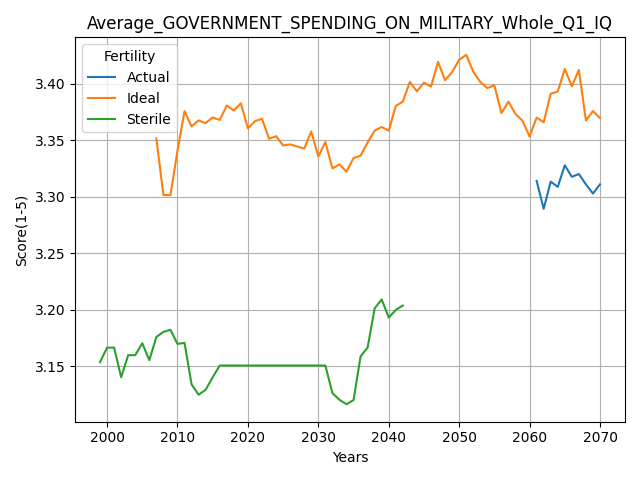 Average_GOVERNMENT_SPENDING_ON_MILITARY_Whole_Q1_IQ
Fertility
Actual
Ideal
Sterile
Score(1-5)
3.40
3.35
3.30
3.25
3.20
3.15
2000 2010 2020 2030 2040 2050 2060 2070
Years